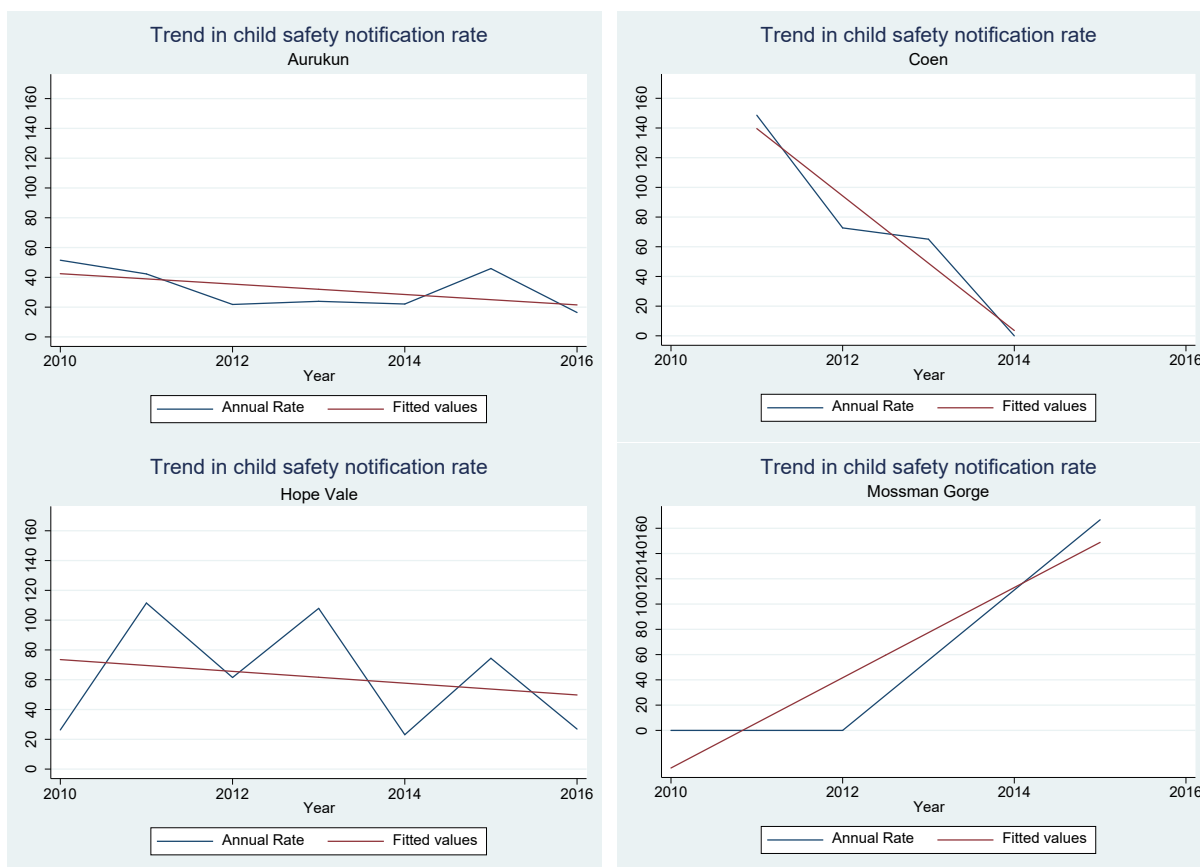 Trend in child safety notification rate
Aurukun
160
140
120
100
80
60
40
20
0
2010 2012 2014 2016
Year
Annual Rate Fitted values
Trend in child safety notification rate
Coen
160
140
120
100
80
60
40
20
0
2010 2012 2014 2016
Year
Annual Rate Fitted values
Trend in child safety notification rate
Hope Vale
160
140
120
100
80
60
40
20
0
2010 2012 2014 2016
Year
Annual Rate Fitted values
Trend in child safety notification rate
Mossman Gorge
160
140
120
100
80
60
40
20
0
2010 2012 2014 2016
Year
Annual Rate Fitted values